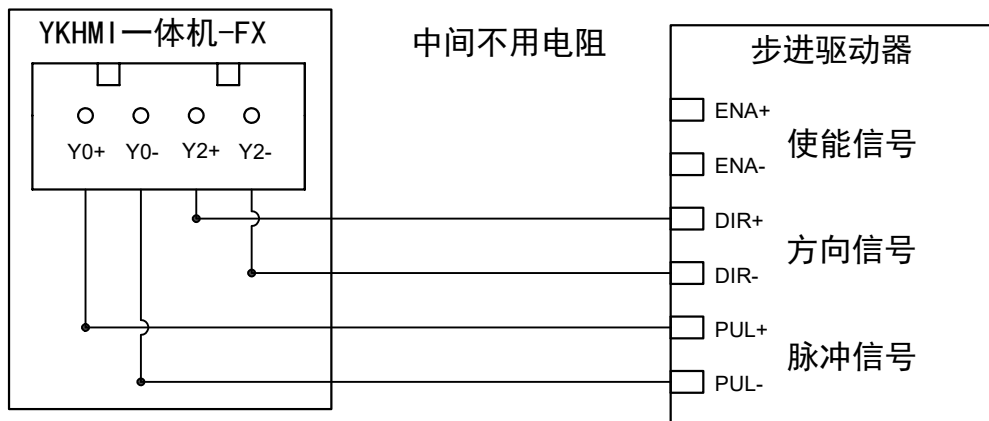 YKHMI一体机-FX
Y0+ Y0- Y2+ Y2-
中间不用电阻
步进驱动器
ENA+
使能信号
ENA-
DIR+
方向信号
DIR-
PUL+
脉冲信号
PUL-